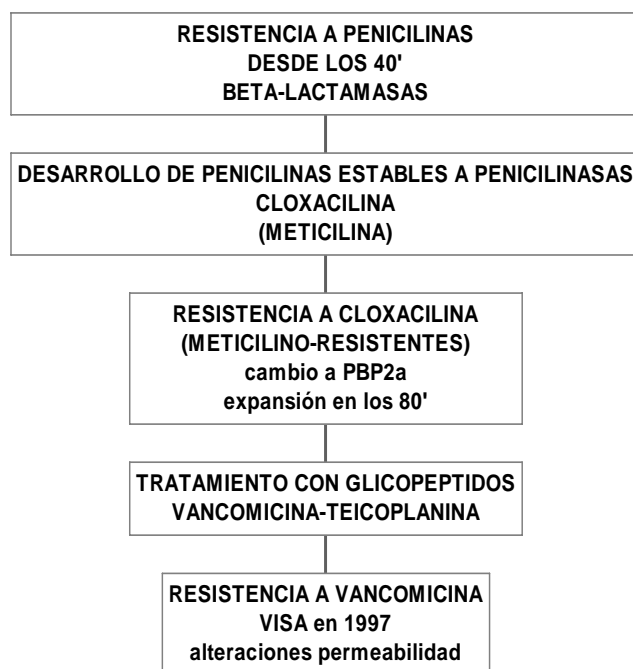 RESISTENCIA A PENICILINAS
DESDE LOS 40'
BETA-LACTAMASAS
DESARROLLO DE PENICILINAS ESTABLES A PENICILINASAS
CLOXACILINA
(METICILINA)
RESISTENCIA A CLOXACILINA
(METICILINO-RESISTENTES)
cambio a PBP2a
expansión en los 80'
TRATAMIENTO CON GLICOPEPTIDOS
VANCOMICINA-TEICOPLANINA
RESISTENCIA A VANCOMICINA
VISA en 1997
alteraciones permeabilidad